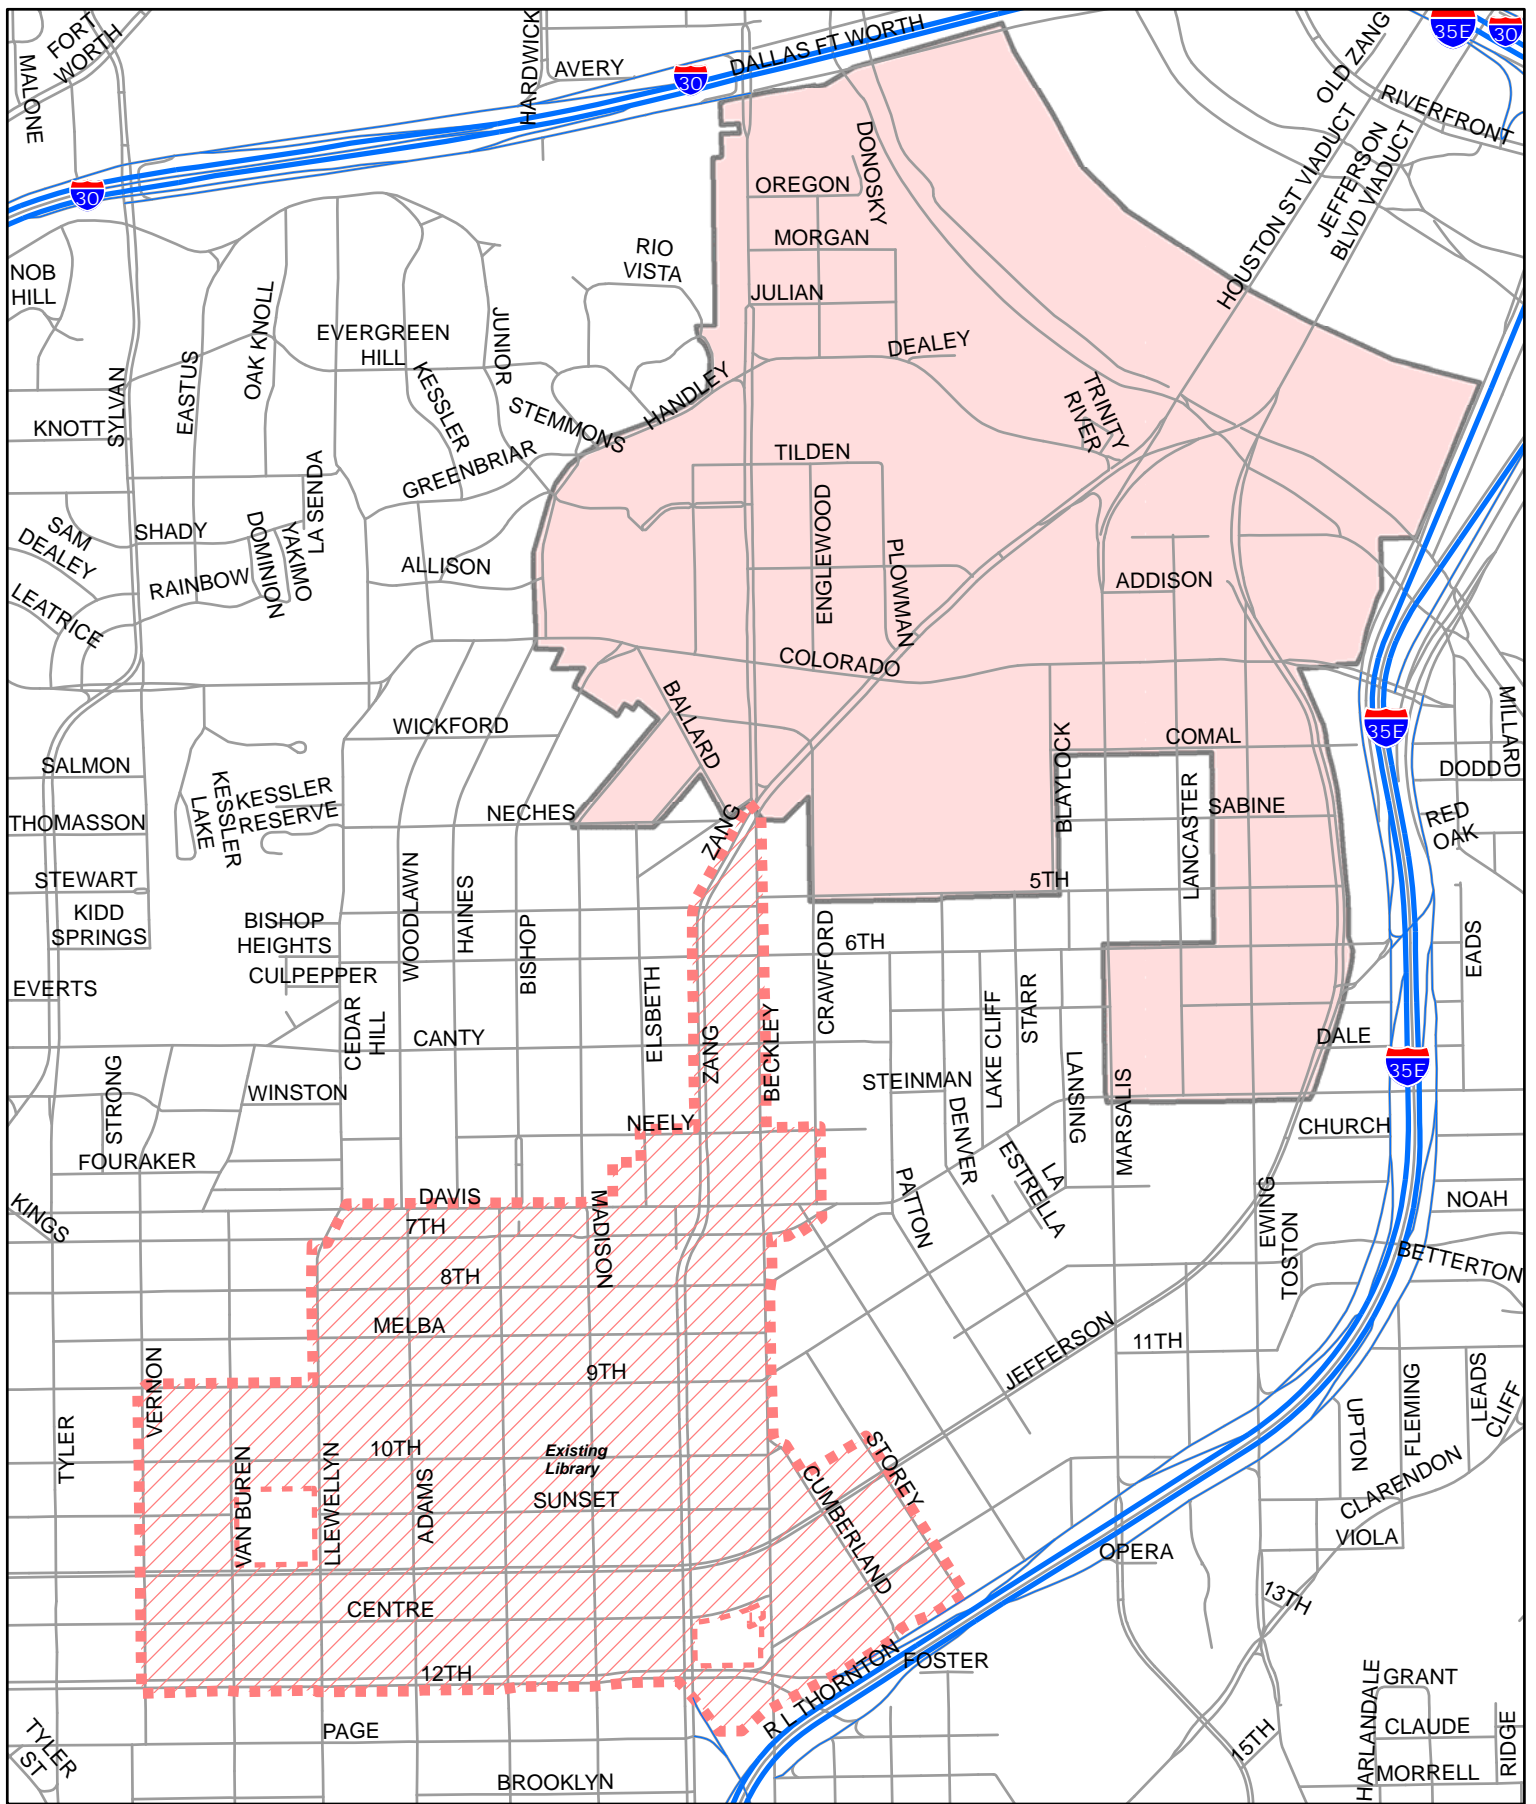 FORT
WORTH
MALONE
HARDWICK
AVERY
30
DALLAS FT WORTH
OLD ZANG
35E
30
RIVERFRONT
30
DONOSKY
HOUSTON ST VIADUCT
JEFFERSON
BLVD VIADUCT
OREGON
MORGAN
JULIAN
RIO
VISTA
NOB
HILL
OAK KNOLL
EVERGREEN
HILL
JUNIOR
KESSLER
EASTUS
SYLVAN
KNOTT
STEMMONS
HANDLEY
DEALEY
TRINITY
RIVER
GREENBRIAR
LA SENDA
TILDEN
ENGLEWOOD
PLOWMAN
SAM
DEALEY
SHADY
DOMINION
YAKIMO
RAINBOW
LEATRICE
ALLISON
ADDISON
COLORADO
BALLARD
WICKFORD
SALMON
KESSLER
LAKE
KESSLER
RESERVE
THOMASSON
NECHES
ZANG
BLAYLOCK
COMAL
LANCASTER
SABINE
35E
MILLARD
DODD
RED
OAK
STEWART
KIDD
SPRINGS
BISHOP
HEIGHTS
CULPEPPER
WOODLAWN
HAINES
BISHOP
5TH
6TH
CRAWFORD
EADS
EVERTS
CEDAR
HILL
CANTY
ELSBETH
ZANG
BECKLEY
LAKE CLIFF
STARR
STEINMAN
LANSING
DALE
35E
STRONG
WINSTON
NEELY
DENVER
MARSALIS
CHURCH
FOURAKER
ESTRELLA
LA
PATTON
KINGS
DAVIS
7TH
MADISON
8TH
EWING
TOSTON
NOAH
BETTERTON
MELBA
9TH
JEFFERSON
11TH
VERNON
TYLER
VAN BUREN
10TH
LLEWELLYN
ADAMS
Existing
Library
SUNSET
STOREY
CUMBERLAND
UPTON
FLEMING
LEADS
CLIFF
CLARENDON
VIOLA
OPERA
13TH
CENTRE
12TH
R L THORNTON
FOSTER
PAGE
TYLER
ST
BROOKLYN
15TH
HARLANDALE
GRANT
CLAUDE
MORRELL
RIDGE